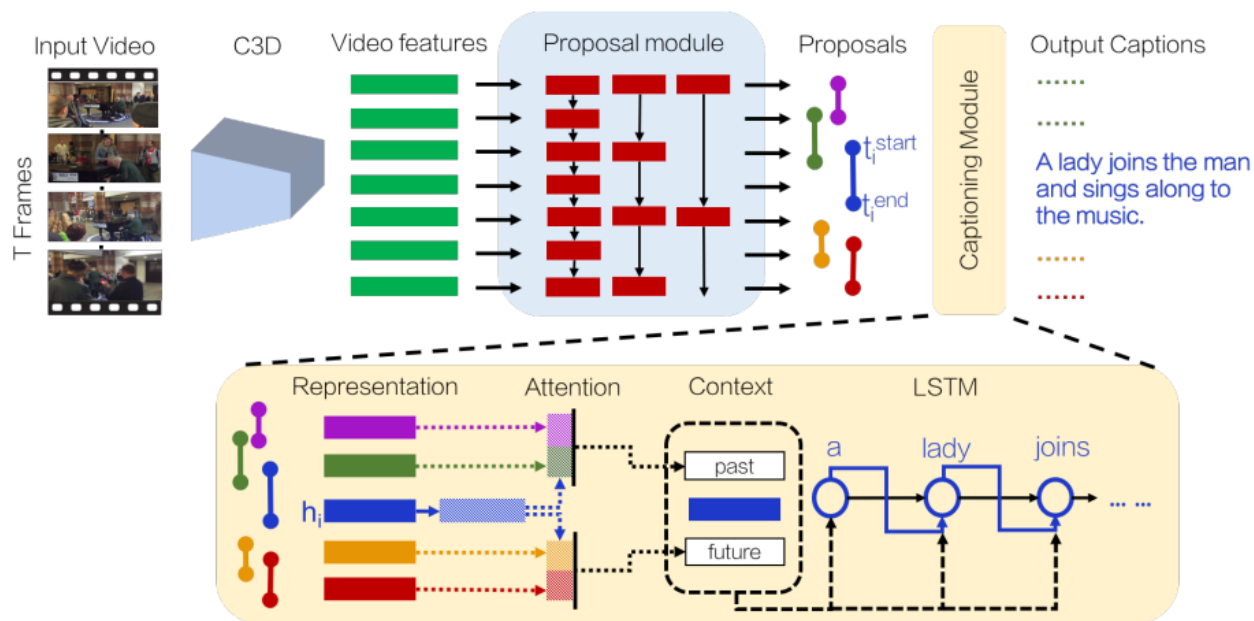 Input Video
C3D
Video features
Proposal module
Proposals
Captioning Module
Output Captions
T Frames
t_i^start
t_i^end
A lady joins the man
and sings along to
the music.
Representation
Attention
Context
LSTM
h_i
past
future
a
lady
joins
... ...